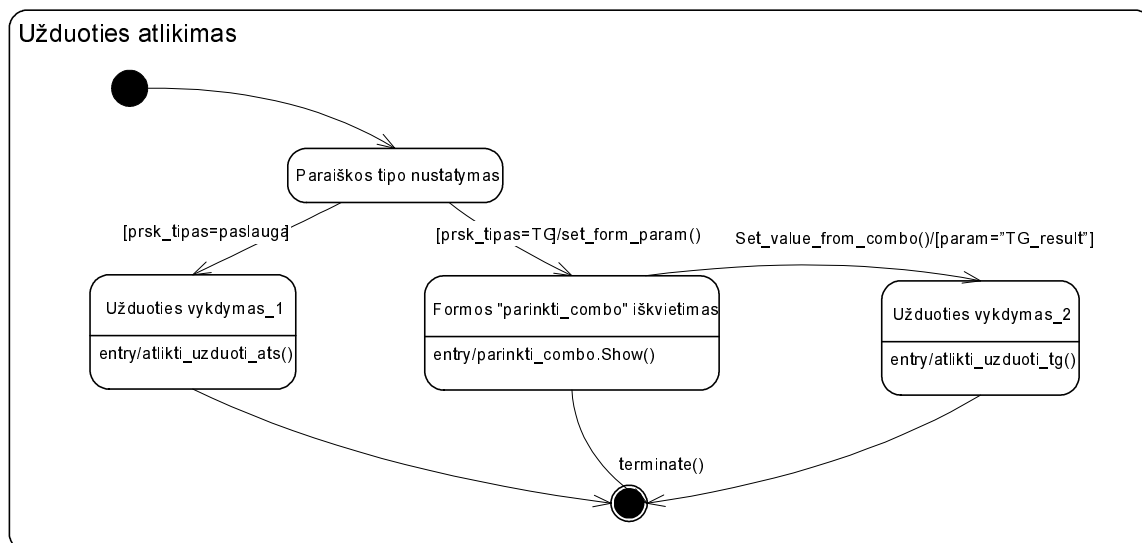 Užduoties atlikimas
Paraiškos tipo nustatymas
[prsk_tipas=paslauga]
[prsk_tipas=TG]/set_form_param()
Set_value_from_combo()/[param=”TG_result”]
Užduoties vykdymas_1
entry/atlikti_uzduoti_ats()
Formos "parinkti_combo" iškvietimas
entry/parinkti_combo.Show()
Užduoties vykdymas_2
entry/atlikti_uzduoti_tg()
terminate()